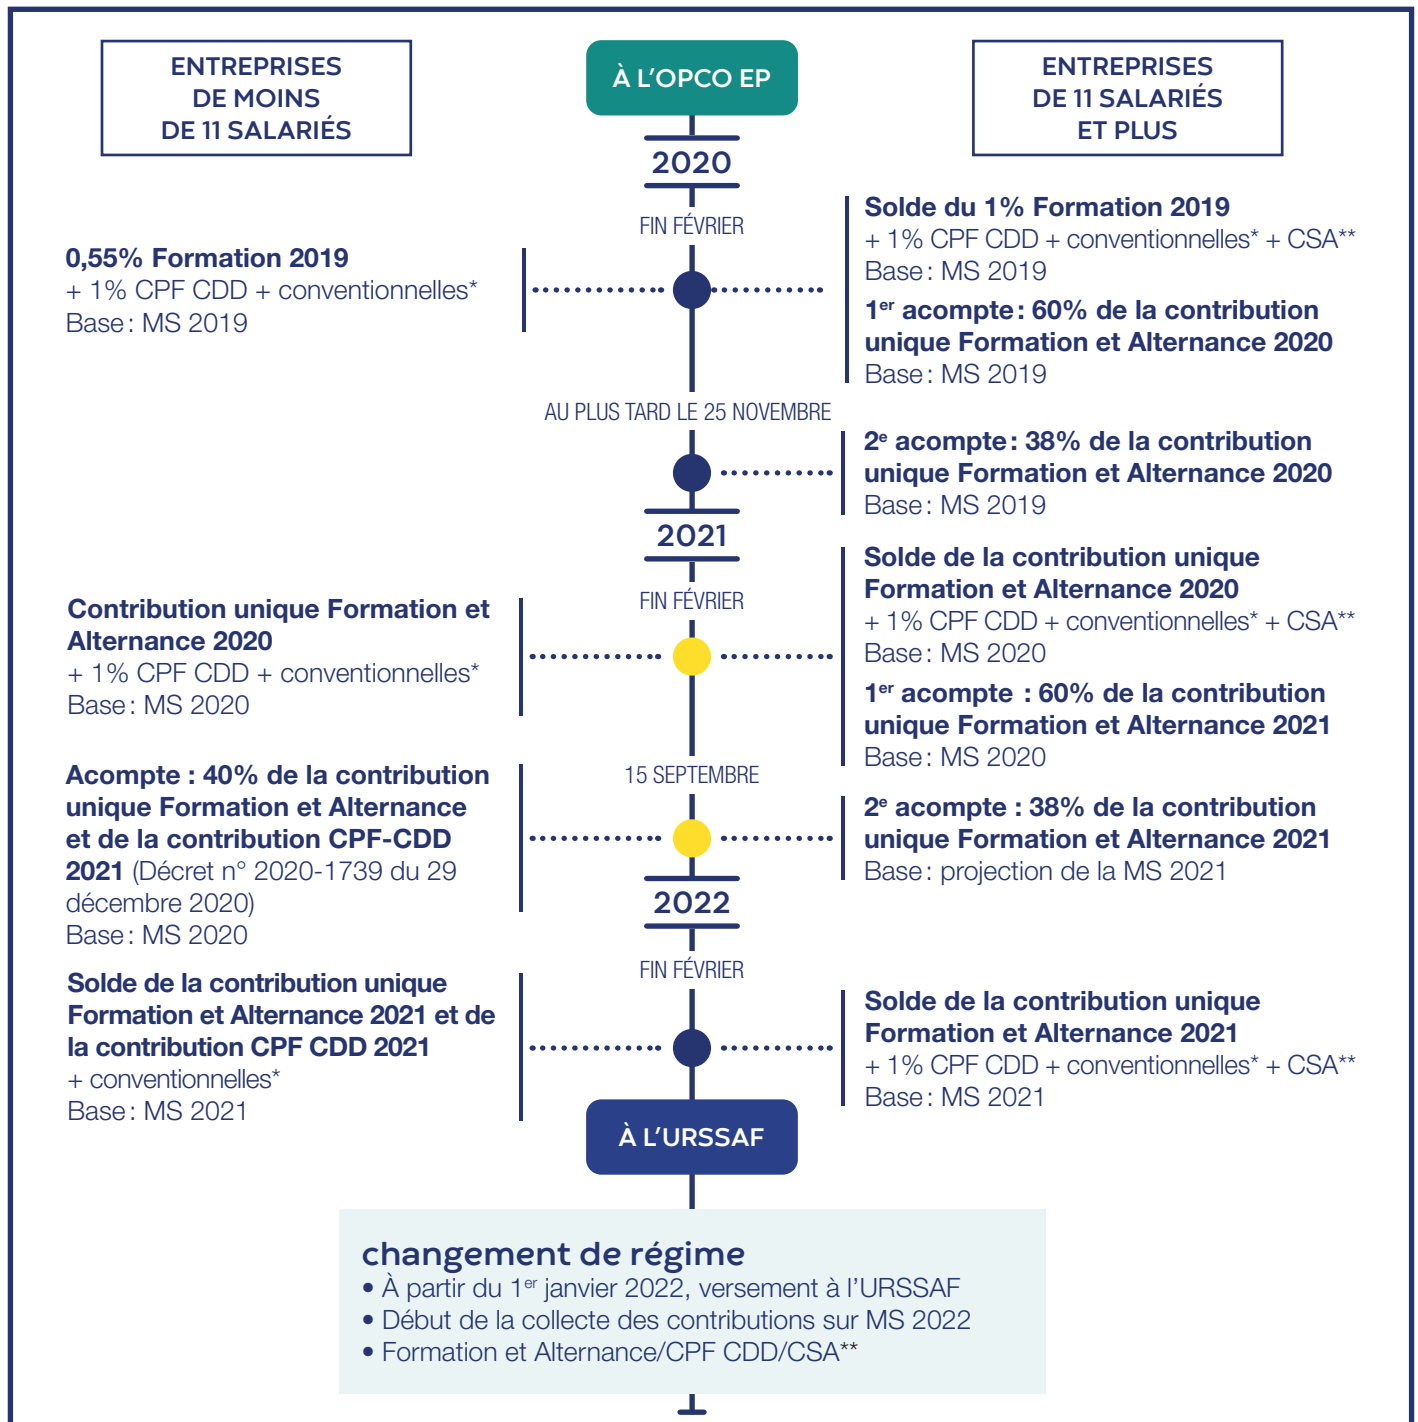 ENTREPRISES
DE MOINS
DE 11 SALARIÉS
À L'OPCO EP
ENTREPRISES
DE 11 SALARIÉS
ET PLUS
2020
FIN FÉVRIER
0,55% Formation 2019
+ 1% CPF CDD + conventionnelles*
Base : MS 2019
Solde du 1% Formation 2019
+ 1% CPF CDD + conventionnelles* + CSA**
Base : MS 2019
1er acompte : 60% de la contribution
unique Formation et Alternance 2020
Base : MS 2019
AU PLUS TARD LE 25 NOVEMBRE
2e acompte : 38% de la contribution
unique Formation et Alternance 2020
Base : MS 2019
2021
FIN FÉVRIER
Contribution unique Formation et
Alternance 2020
+ 1% CPF CDD + conventionnelles*
Base : MS 2020
Solde de la contribution unique
Formation et Alternance 2020
+ 1% CPF CDD + conventionnelles* + CSA**
Base : MS 2020
1er acompte : 60% de la contribution
unique Formation et Alternance 2021
Base : MS 2020
15 SEPTEMBRE
Acompte : 40% de la contribution
unique Formation et Alternance
et de la contribution CPF-CDD
2021 (Décret n° 2020-1739 du 29
décembre 2020)
Base : MS 2020
2e acompte : 38% de la contribution
unique Formation et Alternance 2021
Base : projection de la MS 2021
2022
FIN FÉVRIER
Solde de la contribution unique
Formation et Alternance 2021 et de
la contribution CPF CDD 2021
+ conventionnelles*
Base : MS 2021
Solde de la contribution unique
Formation et Alternance 2021
+ 1% CPF CDD + conventionnelles* + CSA**
Base : MS 2021
À L'URSSAF
changement de régime
• À partir du 1er janvier 2022, versement à l'URSSAF
• Début de la collecte des contributions sur MS 2022
• Formation et Alternance/CPF CDD/CSA**